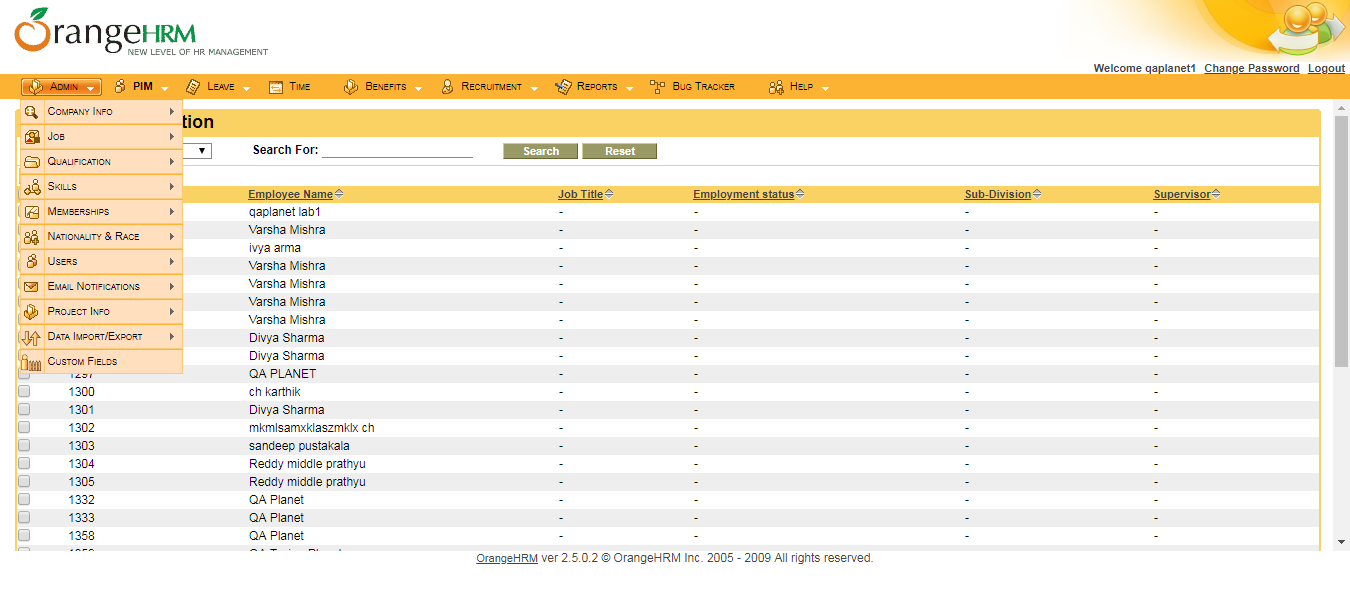 OrangeHRM
NEW LEVEL OF HR MANAGEMENT
Welcome qaplanet1 Change Password Logout
Admin PIM Leave Time Benefits Recruitment Reports Bug Tracker Help
Company Info
Job
Qualification
Skills
Memberships
Nationality & Race
Users
Email Notifications
Project Info
Data Import/Export
Custom Fields
tion
Search For: Search Reset
Employee Name Job Title Employment status Sub-Division Supervisor
qaplanet lab1 - - - -
Varsha Mishra - - - -
ivya arma - - - -
Varsha Mishra - - - -
Varsha Mishra - - - -
Varsha Mishra - - - -
Varsha Mishra - - - -
Divya Sharma - - - -
Divya Sharma - - - -
1297 QA PLANET - - - -
1300 ch karthik - - - -
1301 Divya Sharma - - - -
1302 mkmlsamxklaszmklx ch - - - -
1303 sandeep pustakala - - - -
1304 Reddy middle prathyu - - - -
1305 Reddy middle prathyu - - - -
1332 QA Planet - - - -
1333 QA Planet - - - -
1358 QA Planet - - - -
OrangeHRM ver 2.5.0.2 © OrangeHRM Inc. 2005 - 2009 All rights reserved.